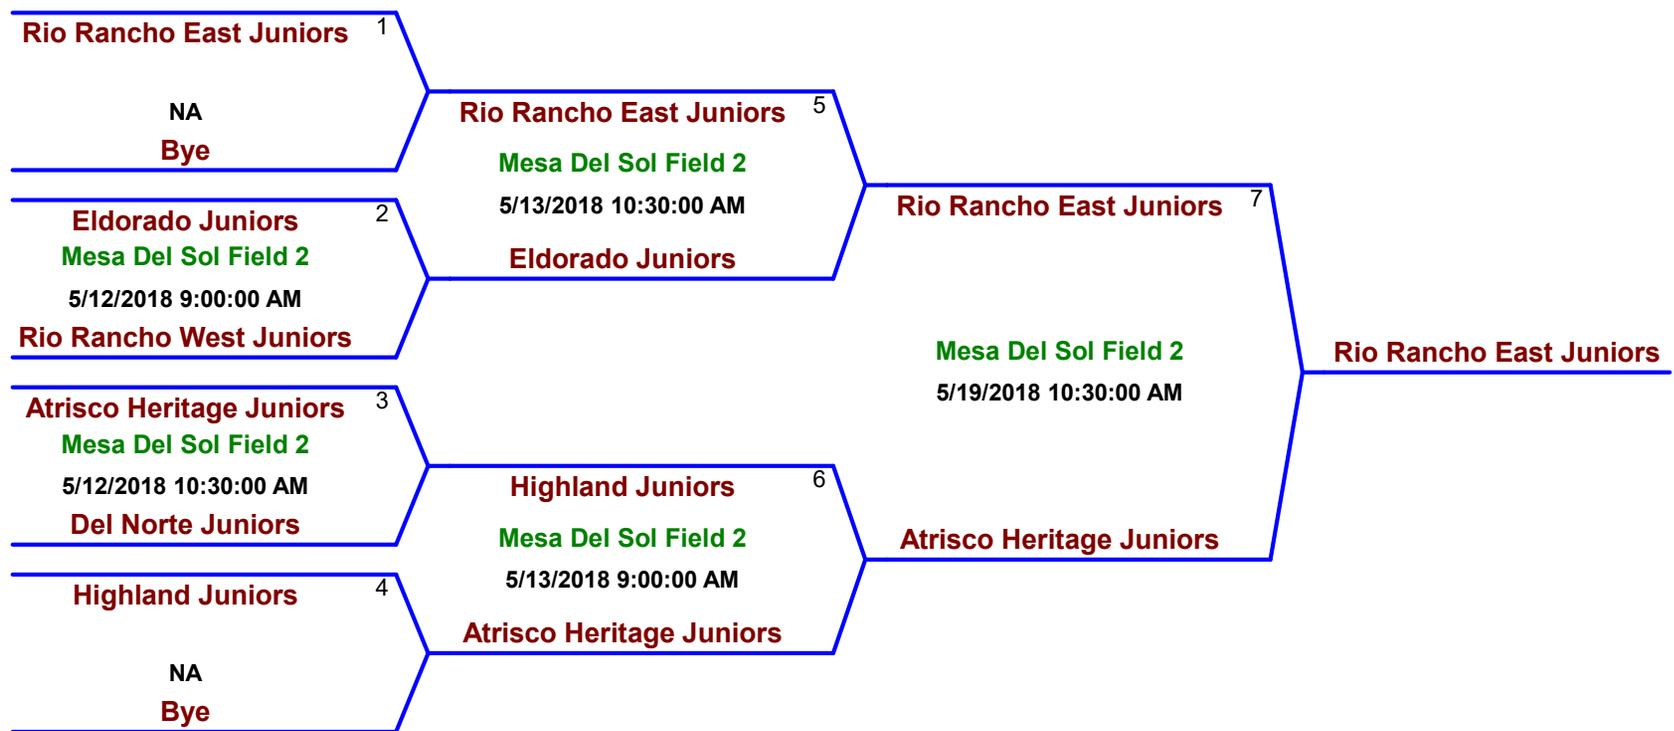 Rio Rancho East Juniors 1
NA
Bye
Eldorado Juniors 2
Mesa Del Sol Field 2
5/12/2018 9:00:00 AM
Rio Rancho West Juniors
Atrisco Heritage Juniors 3
Mesa Del Sol Field 2
5/12/2018 10:30:00 AM
Del Norte Juniors
Highland Juniors 4
NA
Bye
Rio Rancho East Juniors 5
Mesa Del Sol Field 2
5/13/2018 10:30:00 AM
Eldorado Juniors
Highland Juniors 6
Mesa Del Sol Field 2
5/13/2018 9:00:00 AM
Atrisco Heritage Juniors
Rio Rancho East Juniors 7
Mesa Del Sol Field 2
5/19/2018 10:30:00 AM
Atrisco Heritage Juniors
Rio Rancho East Juniors